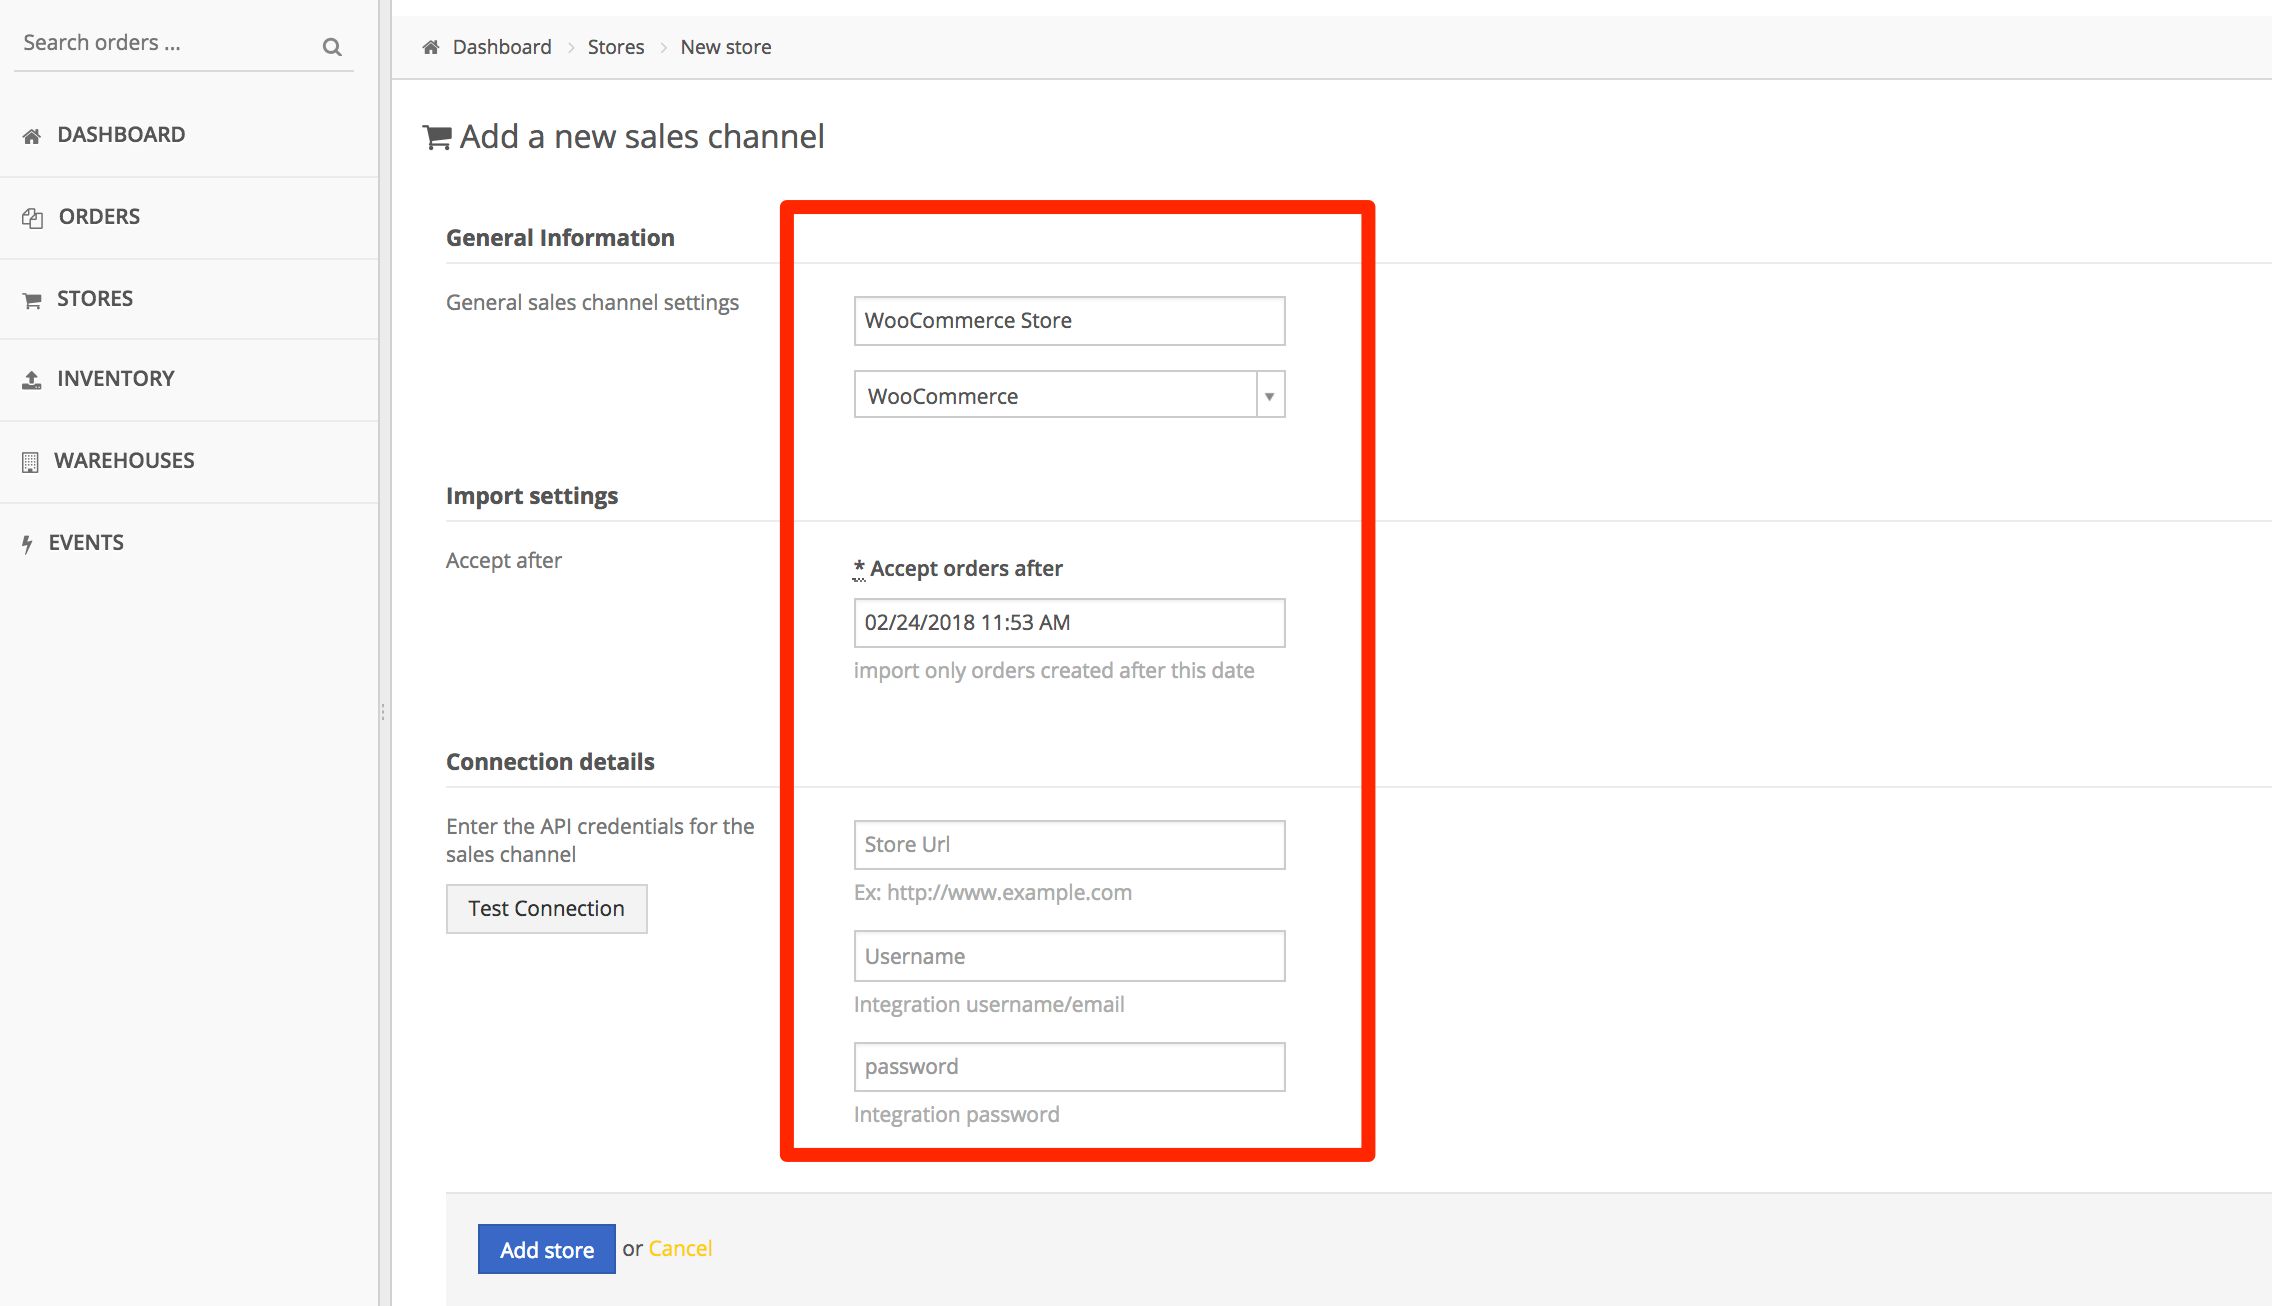 Search orders ...
DASHBOARD
ORDERS
STORES
INVENTORY
WAREHOUSES
EVENTS
Dashboard > Stores > New store
Add a new sales channel
General Information
General sales channel settings
WooCommerce Store
WooCommerce
Import settings
Accept after
* Accept orders after
02/24/2018 11:53 AM
import only orders created after this date
Connection details
Enter the API credentials for the
sales channel
Test Connection
Store Url
Ex: http://www.example.com
Username
Integration username/email
password
Integration password
Add store or Cancel